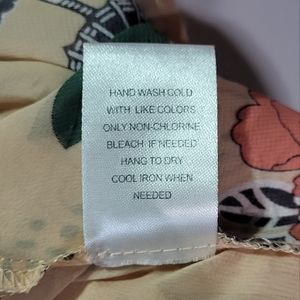 HAND WASH COLD
WITH LIKE COLORS
ONLY NON-CHLORINE
BLEACH IF NEEDED
HANG TO DRY
COOL IRON WHEN
NEEDED